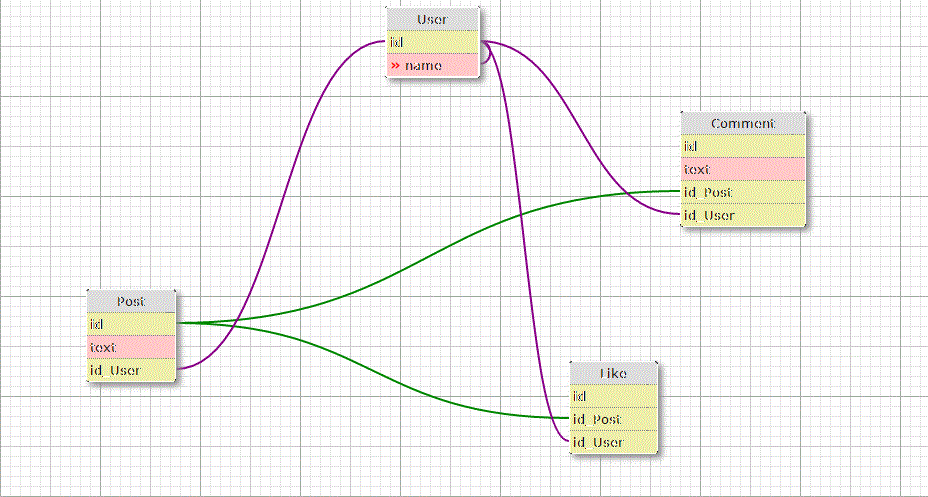 User
id
» name
Comment
id
text
id_Post
id_User
Post
id
text
id_User
Like
id
id_Post
id_User